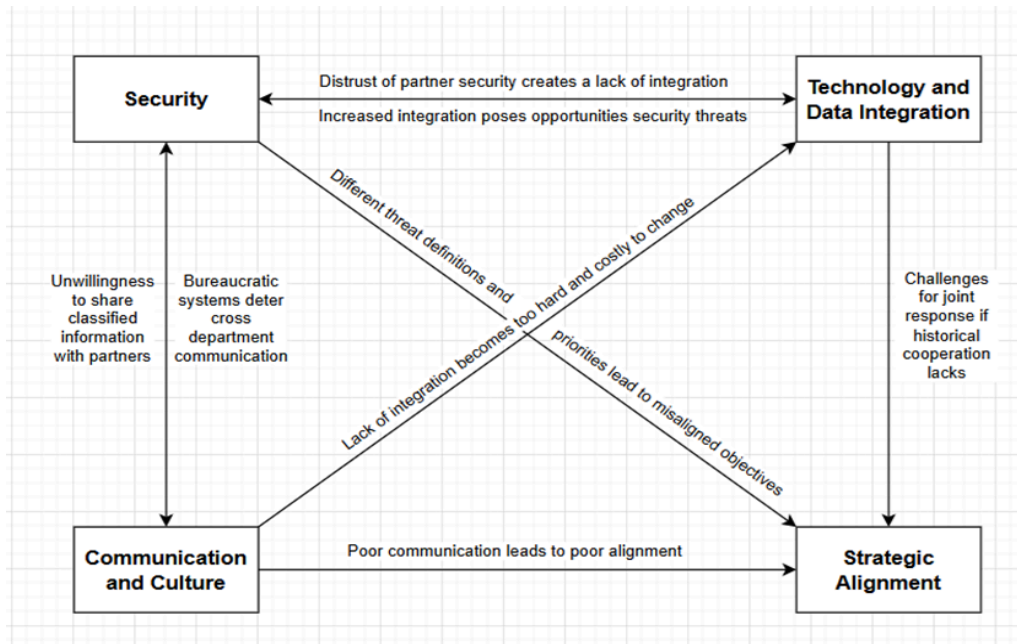 Security
Distrust of partner security creates a lack of integration
Increased integration poses opportunities security threats
Technology and
Data Integration
Different threat definitions and
priorities lead to misaligned objectives
Lack of integration becomes too hard and costly to change
Unwillingness
to share
classified
information
with partners
Bureaucratic
systems deter
cross
department
communication
Challenges
for joint
response if
historical
cooperation
lacks
Communication
and Culture
Poor communication leads to poor alignment
Strategic
Alignment